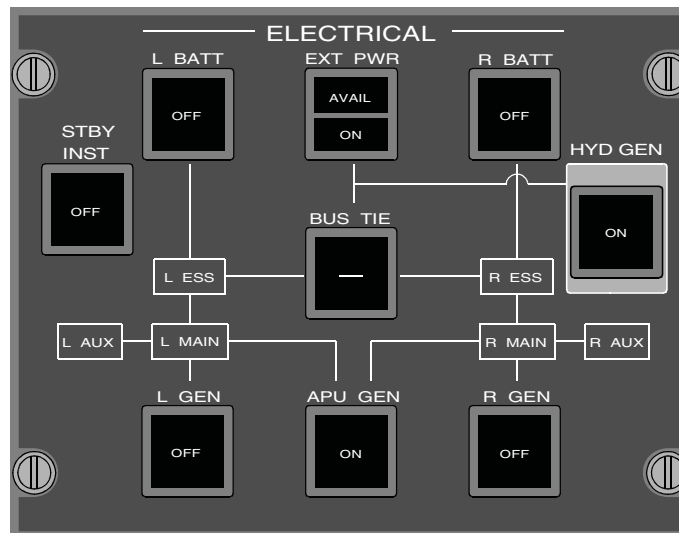 ELECTRICAL
L BATT
EXT PWR
R BATT
OFF
AVAIL
ON
OFF
STBY
INST
OFF
HYD GEN
ON
BUS TIE
L ESS
R ESS
L AUX
L MAIN
R MAIN
R AUX
L GEN
APU GEN
R GEN
OFF
ON
OFF